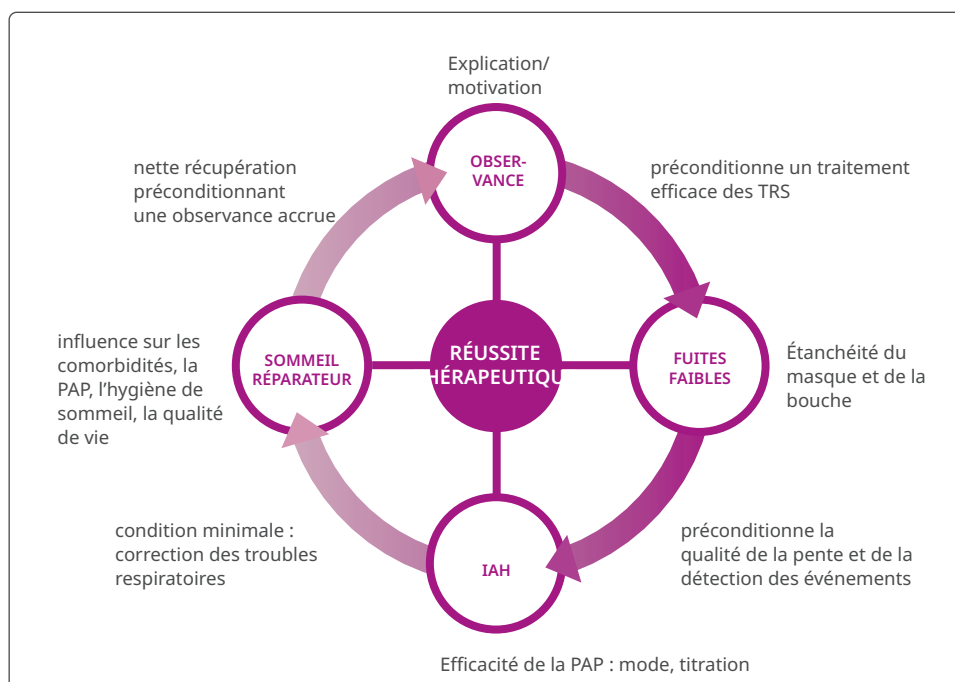 Explication/
motivation
OBSER-
VANCE
nette récupération
préconditionnant
une observance accrue
préconditionne un traitement
efficace des TRS
influence sur les
comorbidités, la
PAP, l’hygiène de
sommeil, la qualité
de vie
SOMMEIL
RÉPARATEUR
RÉUSSITE
HÉRAPEUTIQU
FUITES
FAIBLES
Étanchéité du
masque et de la
bouche
condition minimale :
correction des troubles
respiratoires
IAH
préconditionne la
qualité de la pente et de la
détection des événements
Efficacité de la PAP : mode, titration